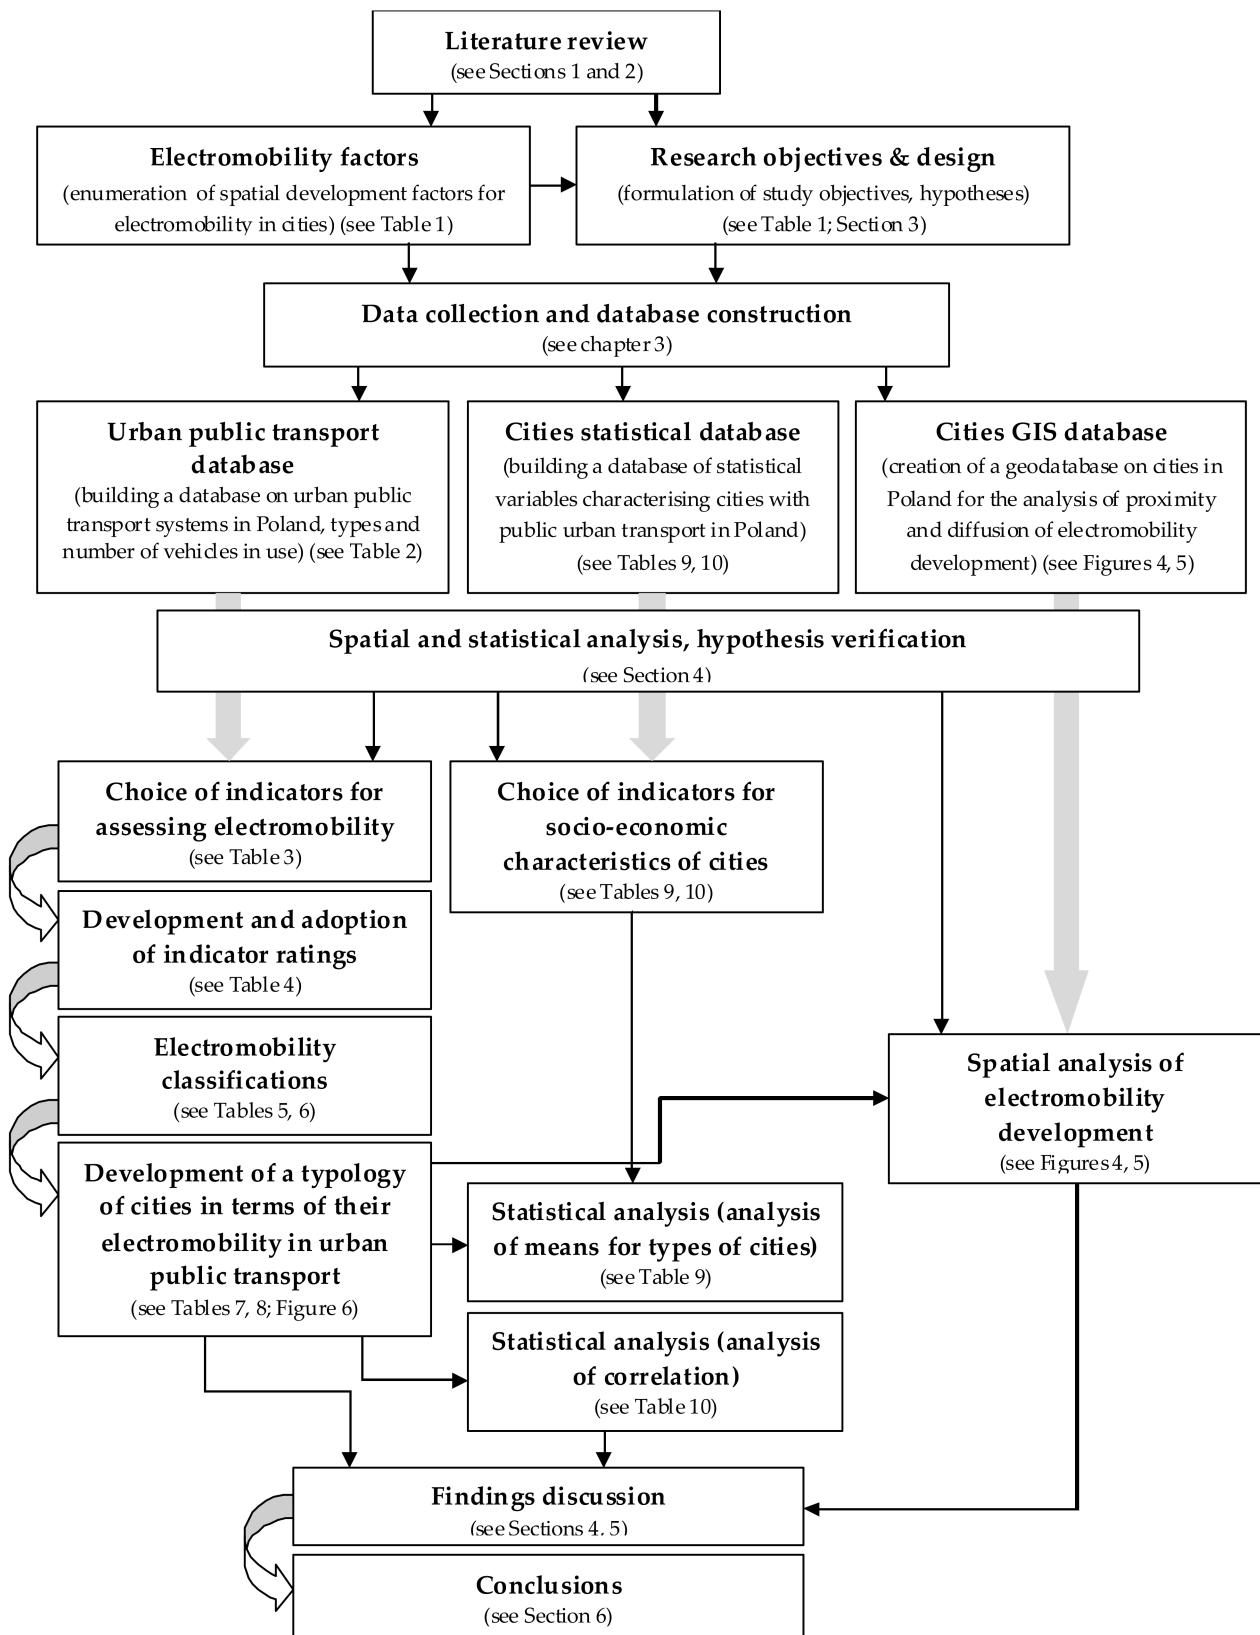 Literature review
(see Sections 1 and 2)
Electromobility factors
(enumeration of spatial development factors for
electromobility in cities) (see Table 1)
Research objectives & design
(formulation of study objectives, hypotheses)
(see Table 1; Section 3)
Data collection and database construction
(see chapter 3)
Urban public transport
database
(building a database on urban public
transport systems in Poland, types and
number of vehicles in use) (see Table 2)
Cities statistical database
(building a database of statistical
variables characterising cities with
public urban transport in Poland)
(see Tables 9, 10)
Cities GIS database
(creation of a geodatabase on cities in
Poland for the analysis of proximity
and diffusion of electromobility
development) (see Figures 4, 5)
Spatial and statistical analysis, hypothesis verification
(see Section 4)
Choice of indicators for
assessing electromobility
(see Table 3)
Choice of indicators for
socio-economic
characteristics of cities
(see Tables 9, 10)
Development and adoption
of indicator ratings
(see Table 4)
Electromobility
classifications
(see Tables 5, 6)
Spatial analysis of
electromobility
development
(see Figures 4, 5)
Development of a typology
of cities in terms of their
electromobility in urban
public transport
(see Tables 7, 8; Figure 6)
Statistical analysis (analysis
of means for types of cities)
(see Table 9)
Statistical analysis (analysis
of correlation)
(see Table 10)
Findings discussion
(see Sections 4, 5)
Conclusions
(see Section 6)